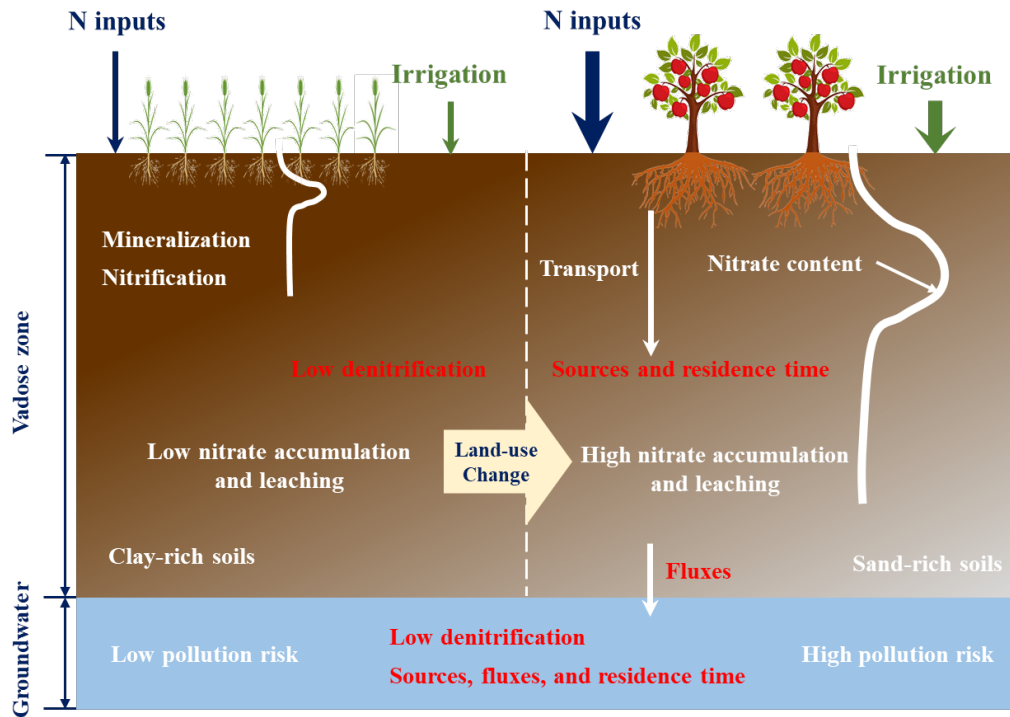 N inputs
Irrigation
N inputs
Irrigation
Mineralization
Nitrification
Transport
Nitrate content
Low denitrification
Sources and residence time
Vadose zone
Low nitrate accumulation
and leaching
Land-use
Change
High nitrate accumulation
and leaching
Clay-rich soils
Fluxes
Sand-rich soils
Groundwater
Low pollution risk
Low denitrification
Sources, fluxes, and residence time
High pollution risk